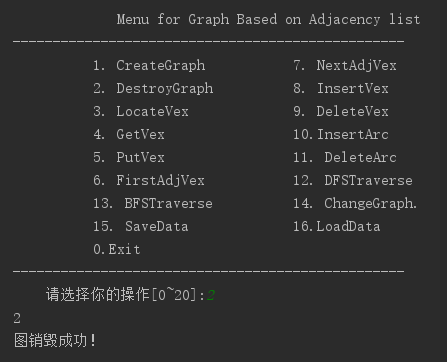 Menu for Graph Based on Adjacency list
--------------------------------------------------
1. CreateGraph 7. NextAdjVex
2. DestroyGraph 8. InsertVex
3. LocateVex 9. DeleteVex
4. GetVex 10.InsertArc
5. PutVex 11. DeleteArc
6. FirstAdjVex 12. DFSTraverse
13. BFSTraverse 14. ChangeGraph.
15. SaveData 16.LoadData
0.Exit
--------------------------------------------------
请选择你的操作[0~20]:2
2
图销毁成功!